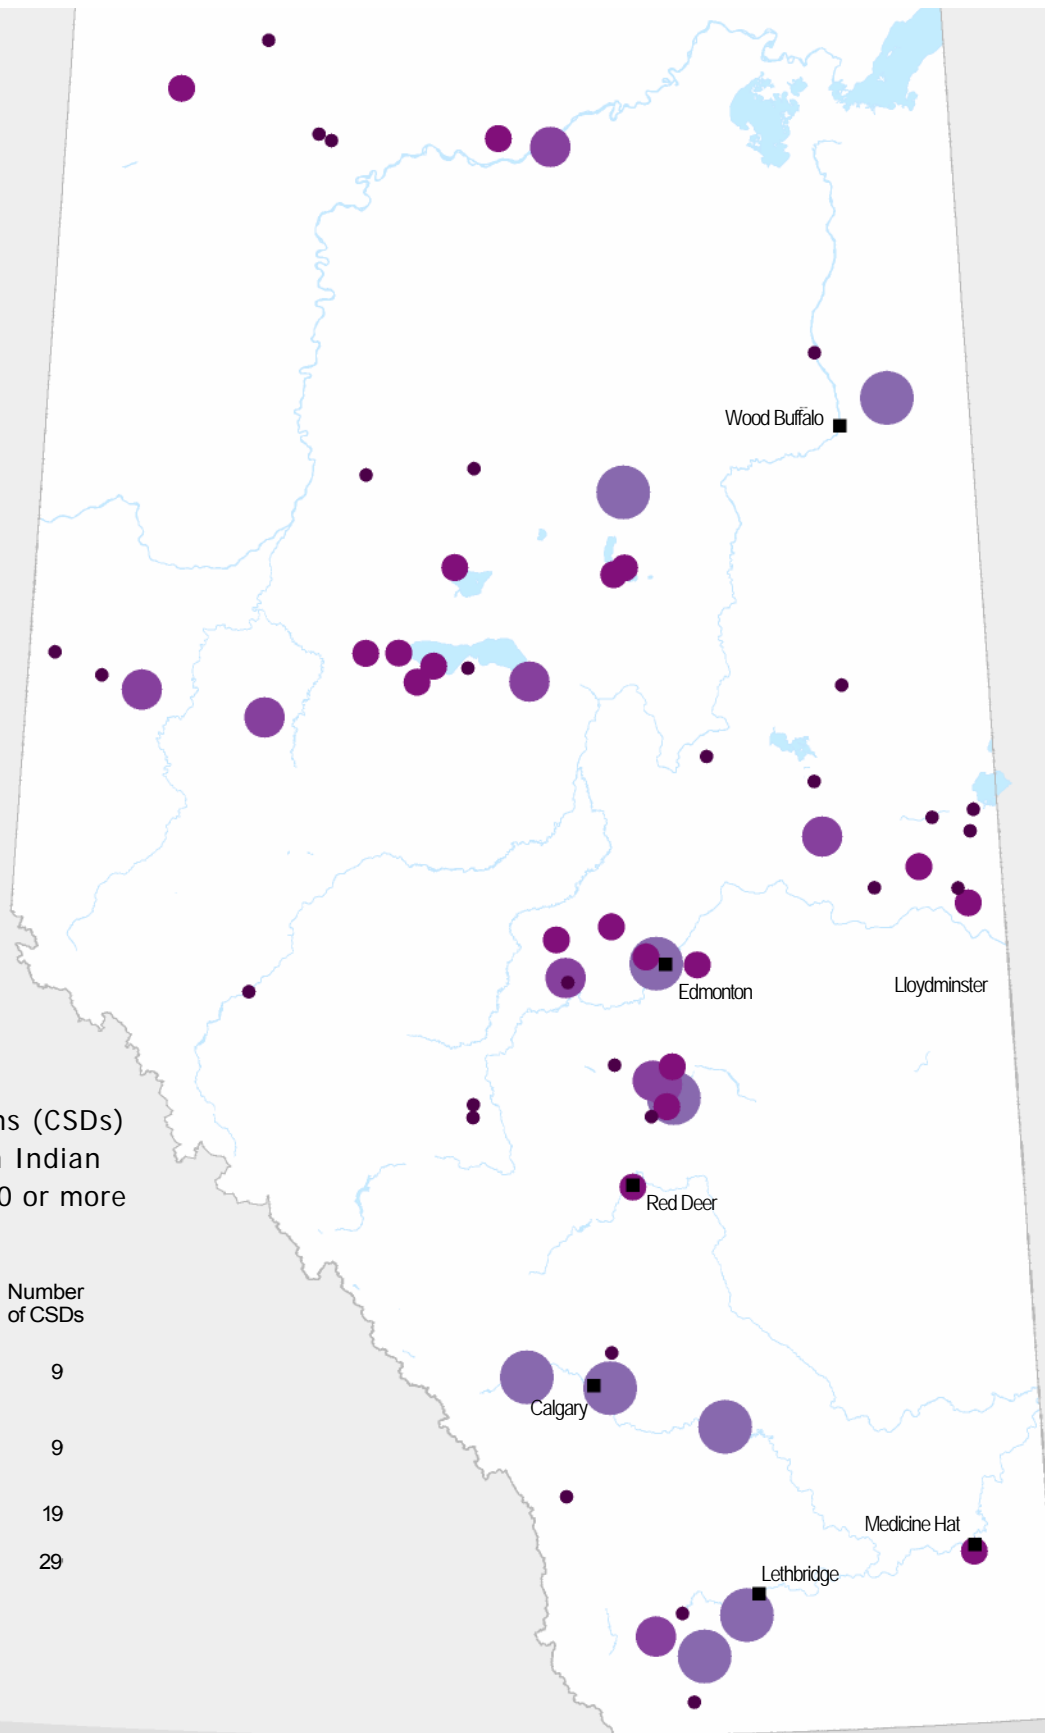 Wood Buffalo
Edmonton
Lloydminster
ns (CSDs)
n Indian
0 or more
Red Deer
Number
of CSDs
9
Calgary
9
19
Medicine Hat
29
Lethbridge